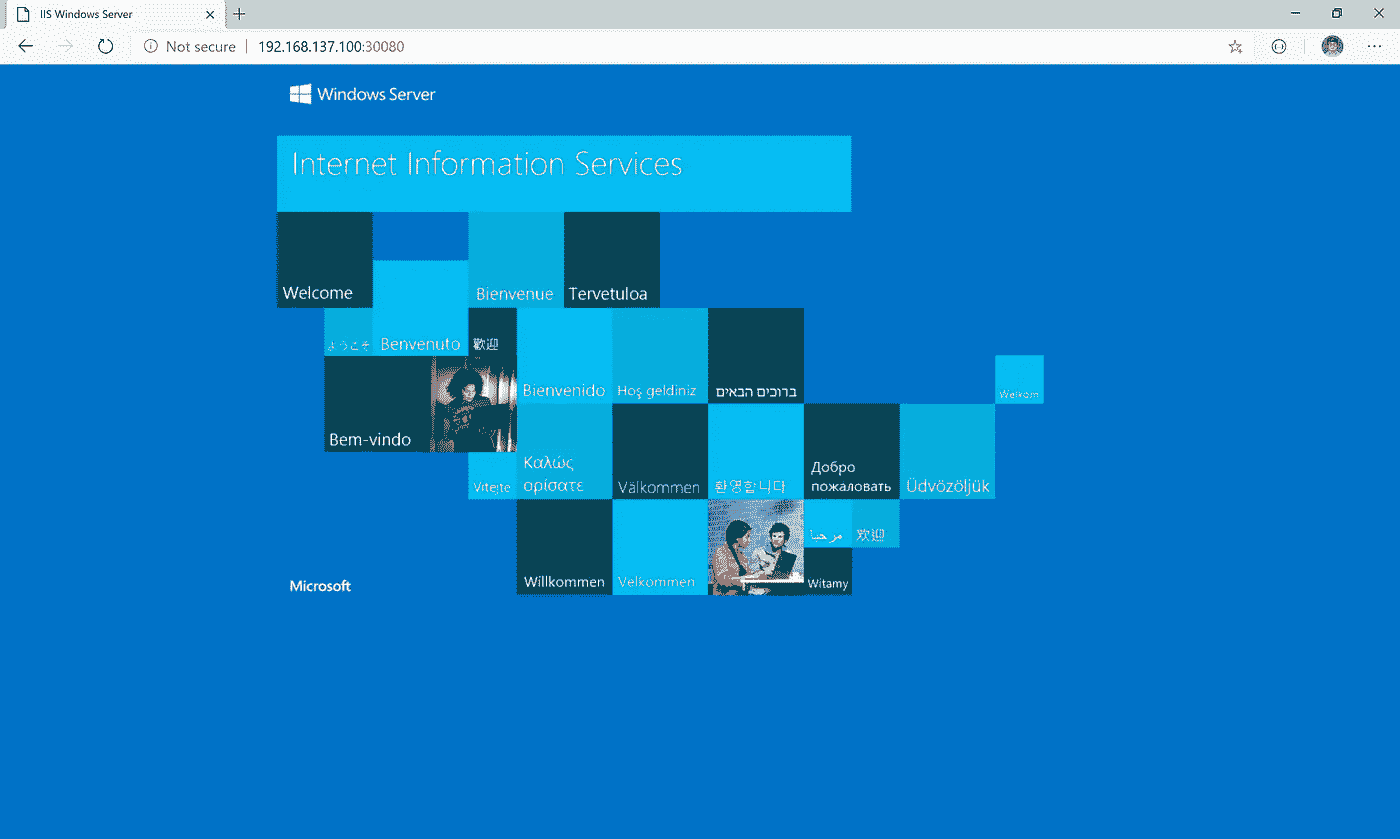 IIS Windows Server
Not secure
192.168.137.100:30080
Windows Server
Internet Information Services
Welcome
Bienvenue
Tervetuloa
ようこそ
Benvenuto
歡迎
Bienvenido
Hoş geldiniz
ברוכים הבאים
Welkom
Bem-vindo
Vítejte
Καλώς
ορίσατε
Välkommen
환영합니다
Добро
пожаловать
Üdvözöljük
Willkommen
Velkommen
مرحبا
欢迎
Witamy
Microsoft